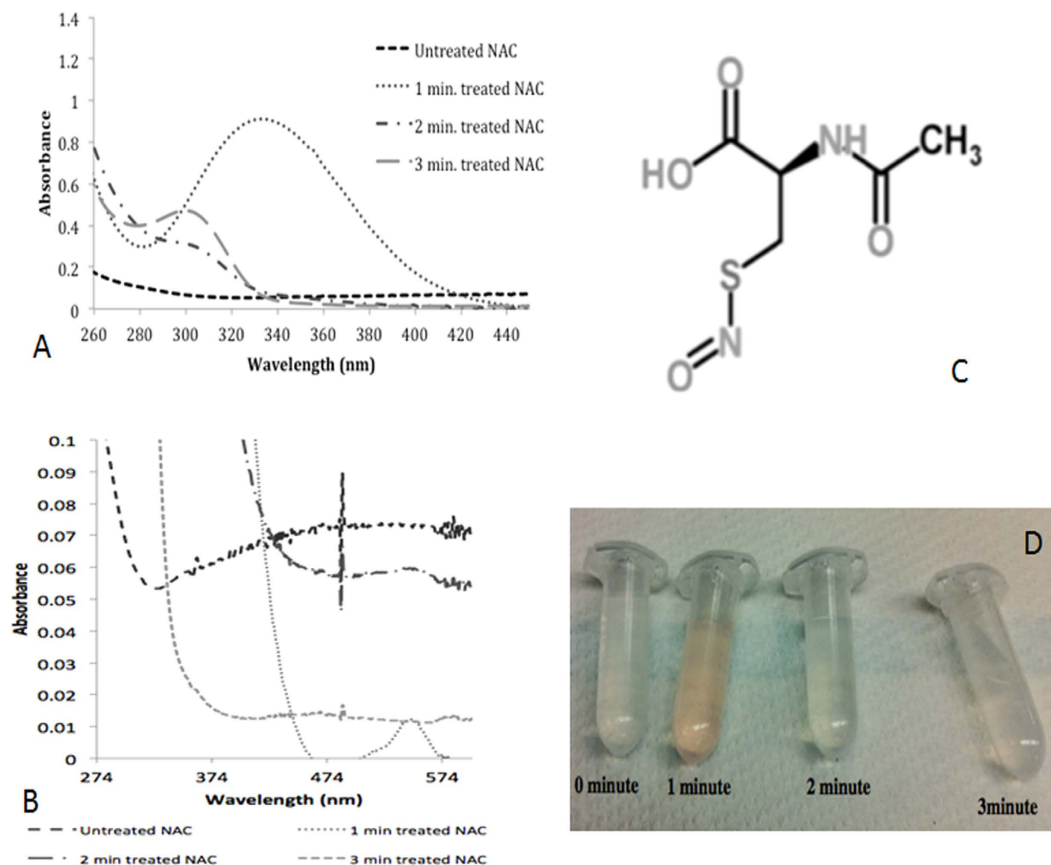 1.4
1.2
1
0.8
0.6
0.4
0.2
0
Absorbance
260 280 300 320 340 360 380 400 420 440
Wavelength (nm)
Untreated NAC
1 min. treated NAC
2 min. treated NAC
3 min. treated NAC
A
O
HO
NH
CH3
O
S
N
O
C
0.1
0.09
0.08
0.07
0.06
0.05
0.04
0.03
0.02
0.01
0
Absorbance
274 374 474 574
Wavelength (nm)
B
Untreated NAC
1 min treated NAC
2 min treated NAC
3 min treated NAC
D
0 minute
1 minute
2 minute
3minute